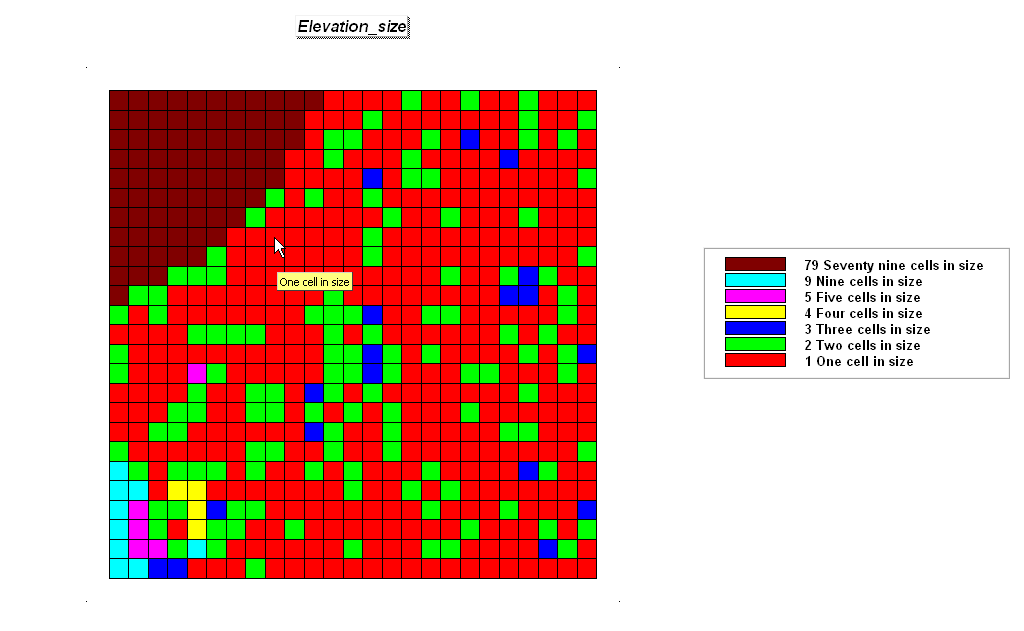 Elevation_size
One cell in size
79 Seventy nine cells in size
9 Nine cells in size
5 Five cells in size
4 Four cells in size
3 Three cells in size
2 Two cells in size
1 One cell in size